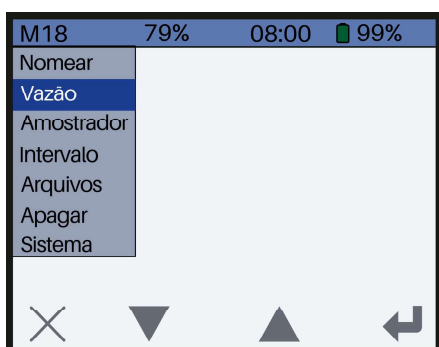 M18 79% 08:00 99%
Nomear
Vazão
Amostrador
Intervalo
Arquivos
Apagar
Sistema